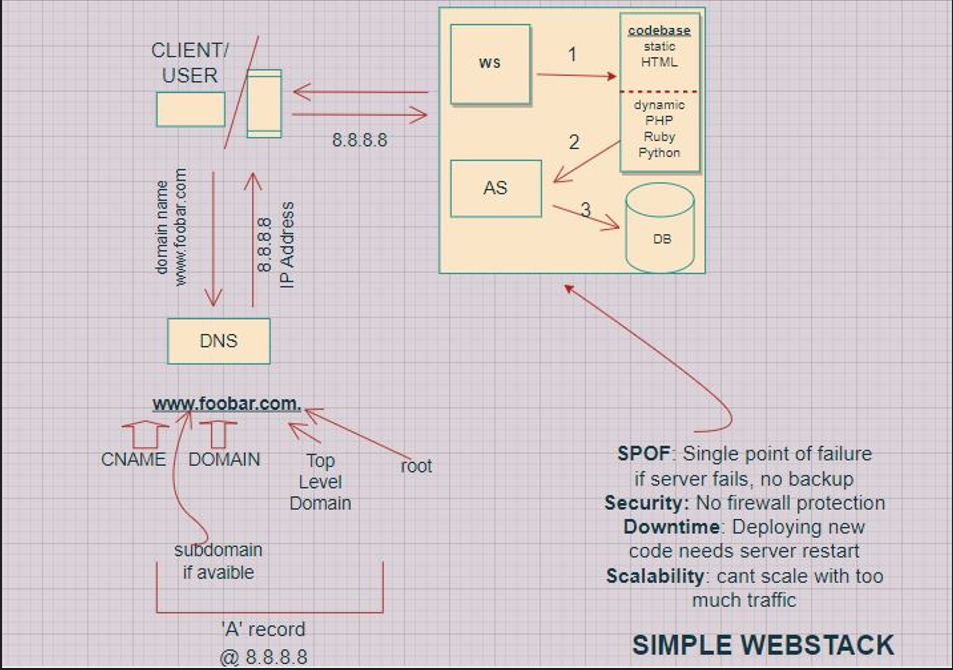 CLIENT/
USER
8.8.8.8
ws
1
codebase
static
HTML
dynamic
PHP
Ruby
Python
2
AS
3
DB
domain name
www.foobar.com
8.8.8.8
IP Address
DNS
www.foobar.com.
CNAME
DOMAIN
Top
Level
Domain
root
subdomain
if avaible
'A' record
@ 8.8.8.8
SPOF: Single point of failure
if server fails, no backup
Security: No firewall protection
Downtime: Deploying new
code needs server restart
Scalability: cant scale with too
much traffic
SIMPLE WEBSTACK